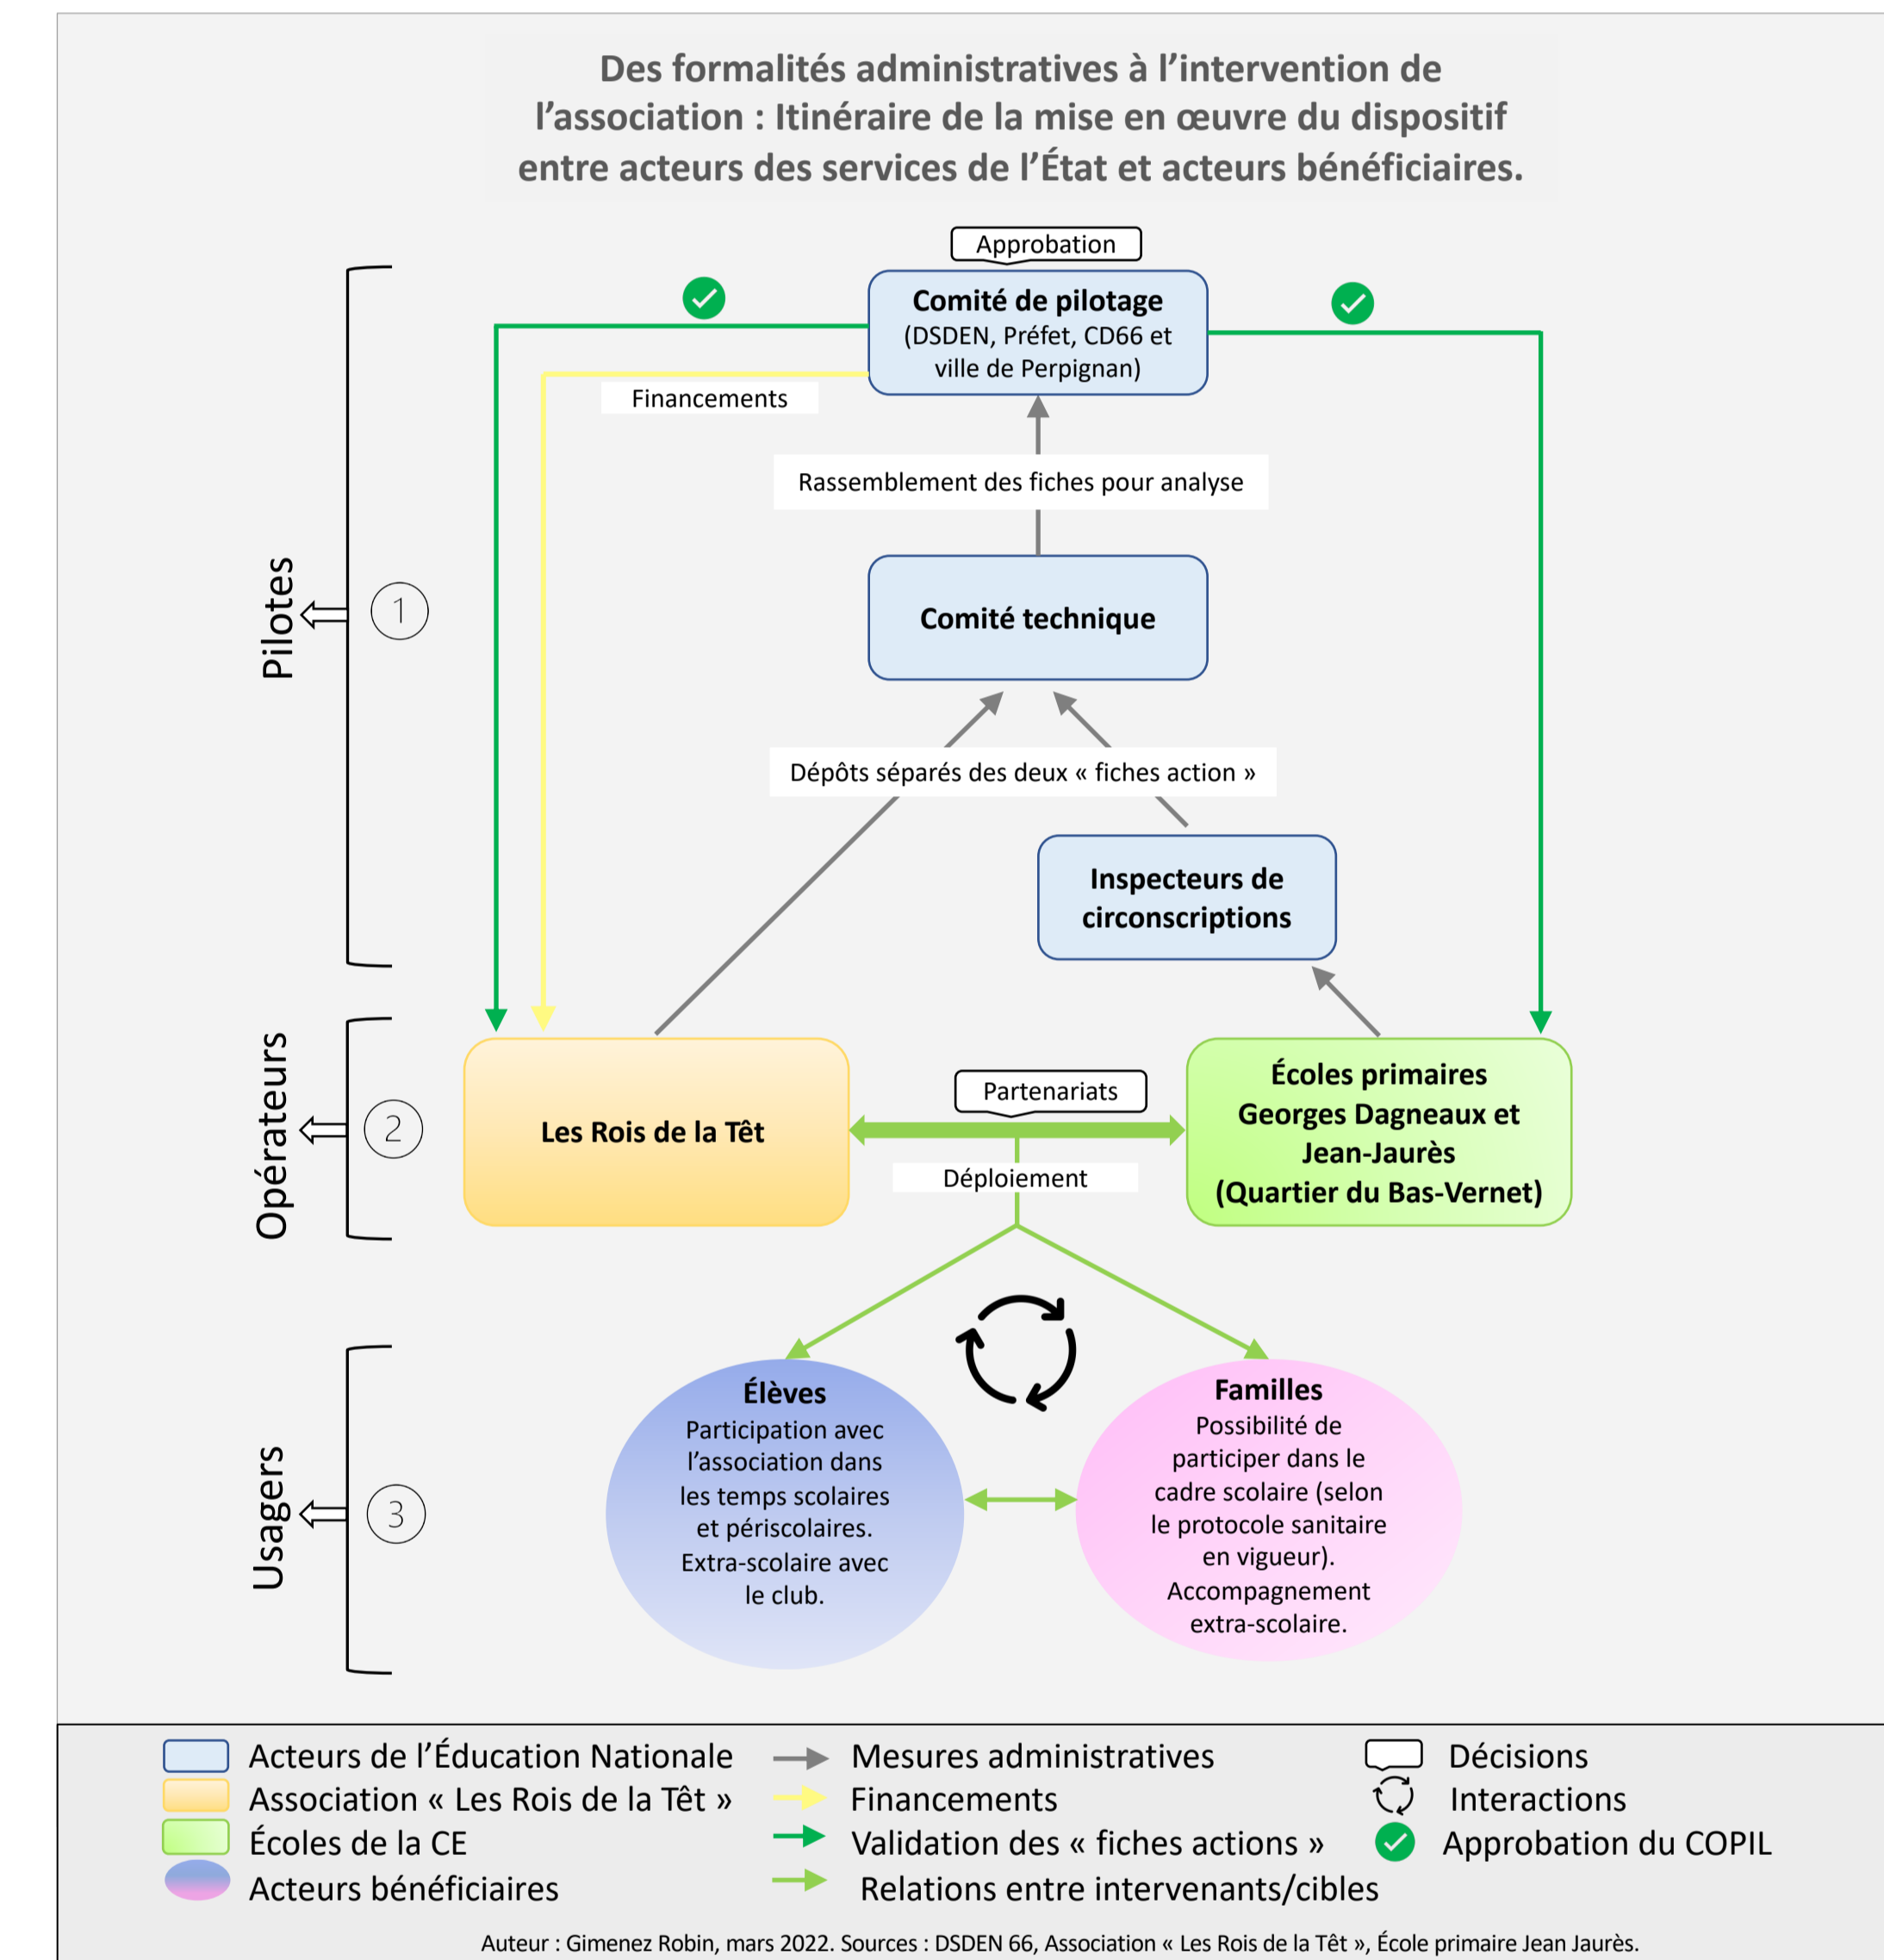 Des formalités administratives à l’intervention de
l’association : Itinéraire de la mise en œuvre du dispositif
entre acteurs des services de l’État et acteurs bénéficiaires.
Approbation
Comité de pilotage
(DSDEN, Préfet, CD66 et
ville de Perpignan)
Financements
Rassemblement des fiches pour analyse
Pilotes
1
Comité technique
Dépôts séparés des deux « fiches action »
Inspecteurs de
circonscriptions
Opérateurs
2
Les Rois de la Têt
Partenariats
Déploiement
Écoles primaires
Georges Dagneaux et
Jean-Jaurès
(Quartier du Bas-Vernet)
Usagers
3
Élèves
Participation avec
l’association dans
les temps scolaires
et périscolaires.
Extra-scolaire avec
le club.
Familles
Possibilité de
participer dans le
cadre scolaire (selon
le protocole sanitaire
en vigueur).
Accompagnement
extra-scolaire.
Acteurs de l’Éducation Nationale
Association « Les Rois de la Têt »
Écoles de la CE
Acteurs bénéficiaires
Mesures administratives
Financements
Validation des « fiches actions »
Relations entre intervenants/cibles
Décisions
Interactions
Approbation du COPIL
Auteur : Gimenez Robin, mars 2022. Sources : DSDEN 66, Association « Les Rois de la Têt », École primaire Jean Jaurès.